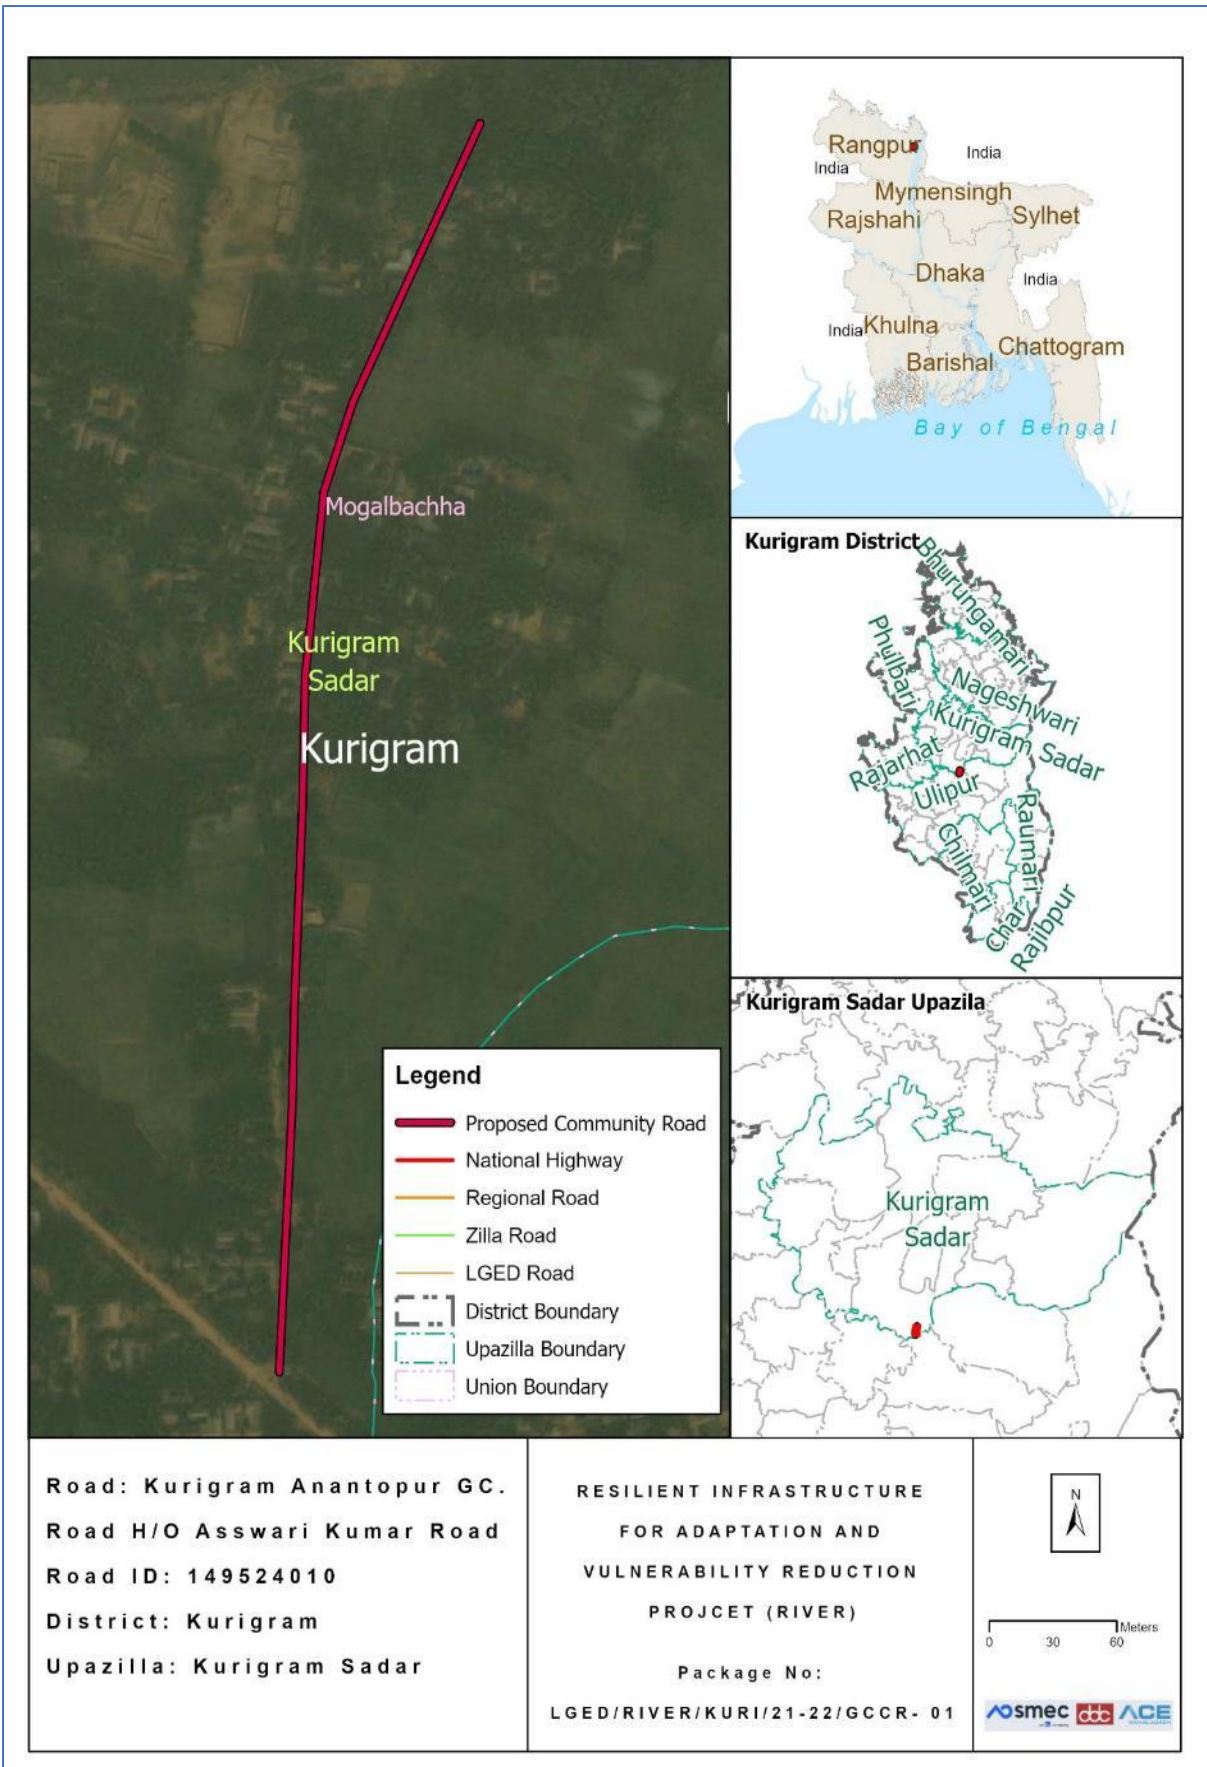 Mogalbachha
Kurigram
Sadar
Kurigram
Legend
Proposed Community Road
National Highway
Regional Road
Zilla Road
LGED Road
District Boundary
Upazilla Boundary
Union Boundary
Rangpur
India
India
Mymensingh
Rajshahi
Sylhet
Dhaka
India
India
Khulna
Chattogram
Barishal
Bay of Bengal
Kurigram District
Bhurungamari
Phulbari
Nageshwari
Kurigram Sadar
Rajarhat
Ulipur
Raumari
Chilmari
Char
Rajibpur
Kurigram Sadar Upazila
Kurigram
Sadar
Road: Kurigram Anantopur GC.
Road H/O Asswari Kumar Road
Road ID: 149524010
District: Kurigram
Upazilla: Kurigram Sadar
RESILIENT INFRASTRUCTURE
FOR ADAPTATION AND
VULNERABILITY REDUCTION
PROJCET (RIVER)
Package No:
LGED/RIVER/KURI/21-22/GCCR- 01
N
Meters
0 30 60
smec ddc ACE